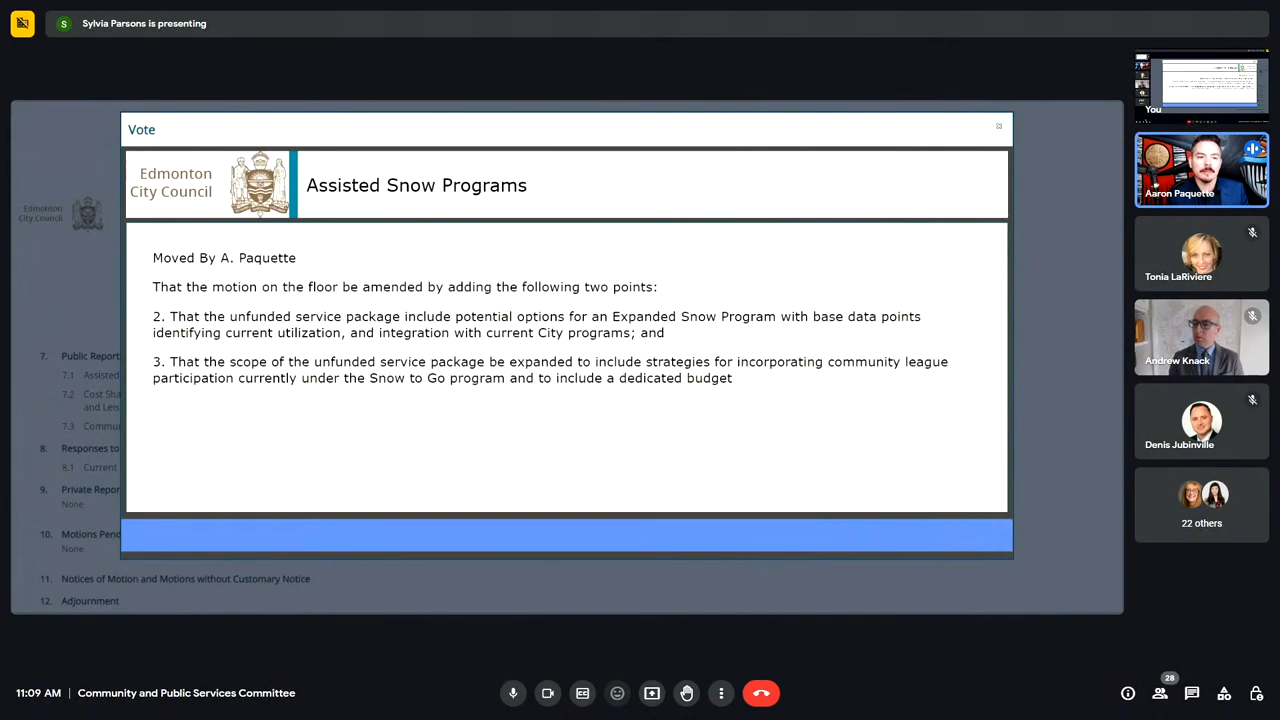 Sylvia Parsons is presenting
S
You
Vote
Edmonton
City Council
Assisted Snow Programs
Aaron Paquette
Edmonton
City Council
Moved By A. Paquette
That the motion on the floor be amended by adding the following two points:
2. That the unfunded service package include potential options for an Expanded Snow Program with base data points
identifying current utilization, and integration with current City programs; and
3. That the scope of the unfunded service package be expanded to include strategies for incorporating community league
participation currently under the Snow to Go program and to include a dedicated budget
Tonia LaRiviere
Andrew Knack
Denis Jubinville
22 others
7. Public Report
7.1 Assisted
7.2 Cost Sha
and Leis
7.3 Commu
8. Responses to
8.1 Current
9. Private Repor
None
10. Motions Pend
None
11. Notices of Motion and Motions without Customary Notice
12. Adjournment
11:09 AM | Community and Public Services Committee
28